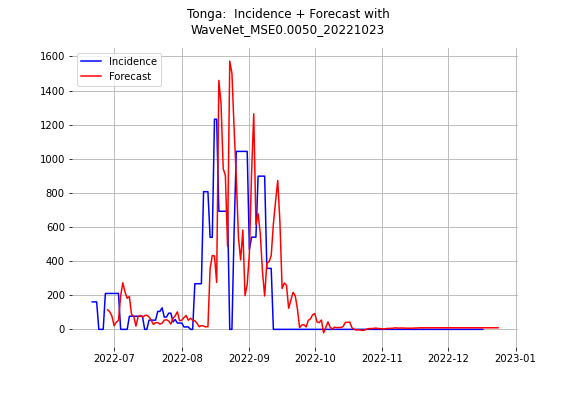 Tonga:  Incidence + Forecast with
WaveNet_MSE0.0050_20221023
Incidence
Forecast
1600
1400
1200
1000
800
600
400
200
0
2022-07 2022-08 2022-09 2022-10 2022-11 2022-12 2023-01